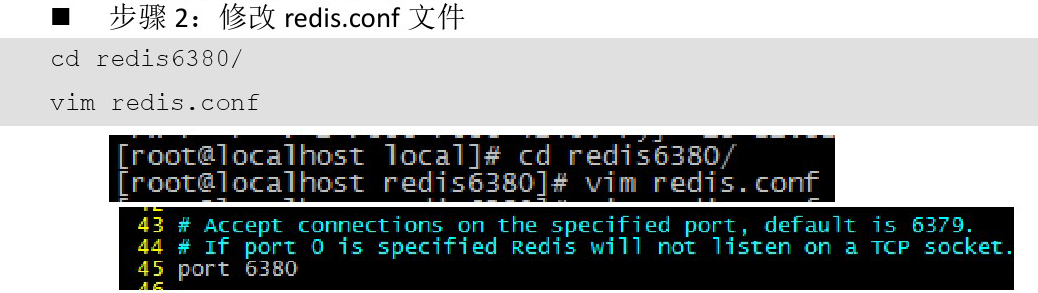 ■ 步骤 2：修改 redis.conf 文件
cd redis6380/
vim redis.conf
[root@localhost local]# cd redis6380/
[root@localhost redis6380]# vim redis.conf
43 # Accept connections on the specified port, default is 6379.
44 # If port 0 is specified Redis will not listen on a TCP socket.
45 port 6380